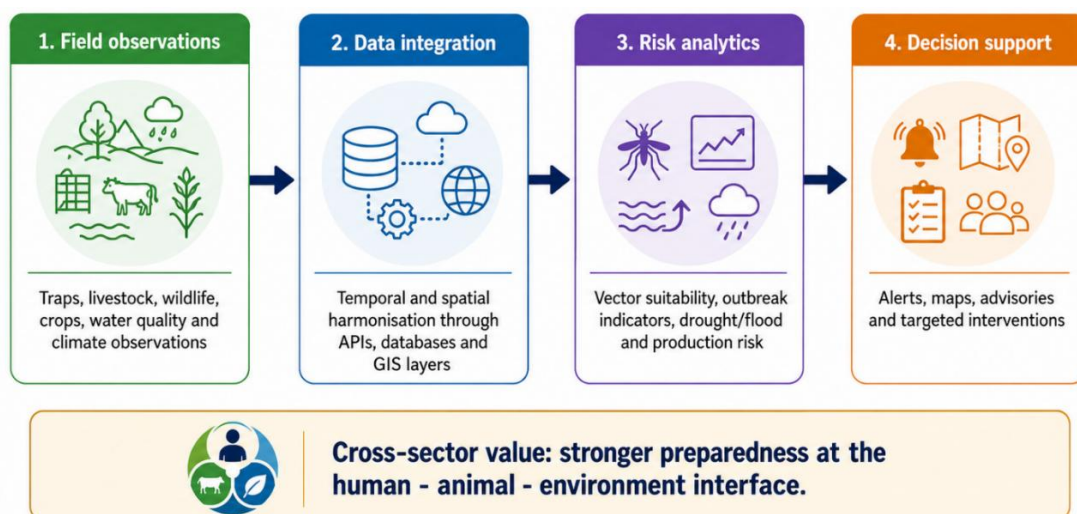 1. Field observations
Traps, livestock, wildlife,
crops, water quality and
climate observations
2. Data integration
Temporal and spatial
harmonisation through
APIs, databases and
GIS layers
3. Risk analytics
Vector suitability, outbreak
indicators, drought/flood
and production risk
4. Decision support
Alerts, maps, advisories
and targeted interventions
Cross-sector value: stronger preparedness at the
human - animal - environment interface.